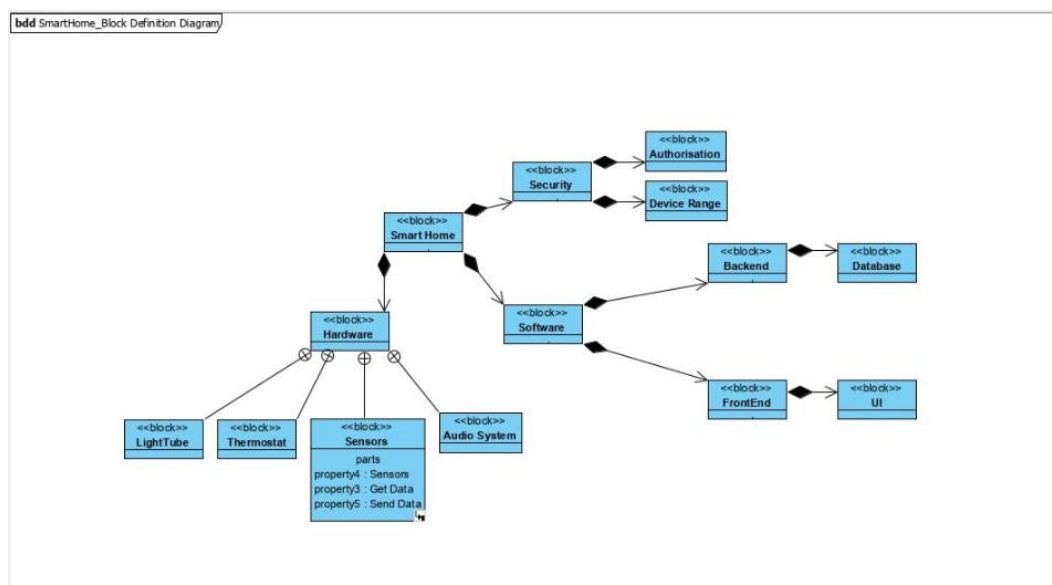 bdd SmartHome_Block Definition Diagram
<<block>>
Authorisation
<<block>>
Security
<<block>>
Device Range
<<block>>
Smart Home
<<block>>
Backend
<<block>>
Database
<<block>>
Software
<<block>>
Hardware
<<block>>
FrontEnd
<<block>>
UI
<<block>>
LightTube
<<block>>
Thermostat
<<block>>
Sensors
parts
property4 : Sensors
property3 : Get Data
property5 : Send Data
<<block>>
Audio System